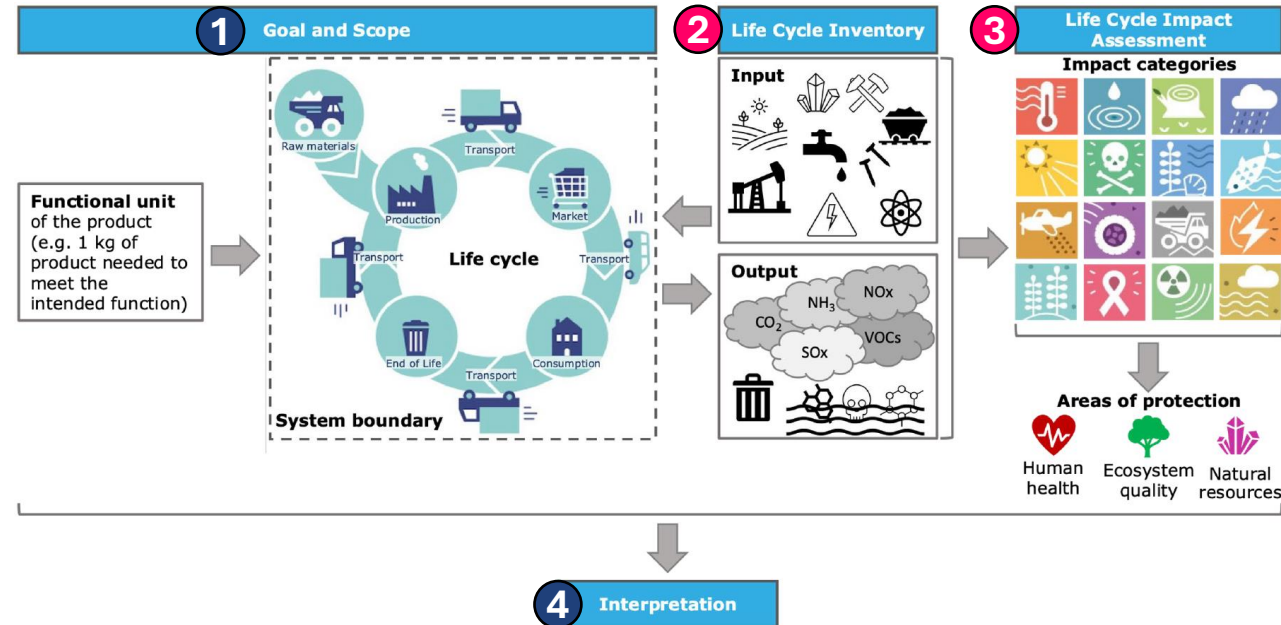 1 Goal and Scope
Functional unit
of the product
(e.g. 1 kg of
product needed to
meet the
intended function)
Raw materials
Transport
Production
Market
Transport
Life cycle
Transport
End of Life
Consumption
Transport
System boundary
2 Life Cycle Inventory
Input
Output
CO2
NH3
NOx
SOx
VOCs
3 Life Cycle Impact
Assessment
Impact categories
Areas of protection
Human
health
Ecosystem
quality
Natural
resources
4 Interpretation